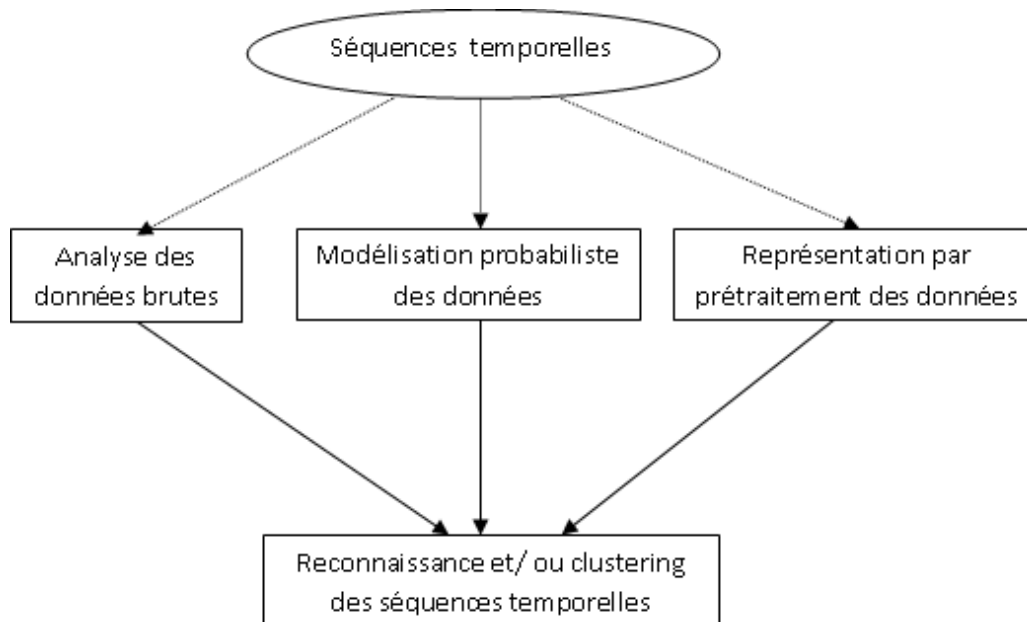 Séquences temporelles
Analyse des
données brutes
Modélisation probabiliste
des données
Représentation par
prétraitement des données
Reconnaissance et/ ou clustering
des séquences temporelles